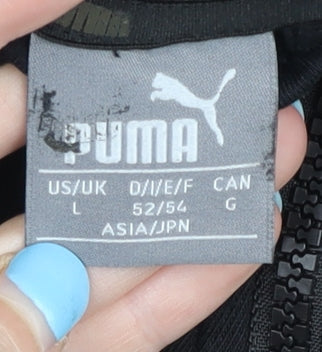 PUMA
US/UK D/I/E/F CAN
L 52/54 G
ASIA/JPN